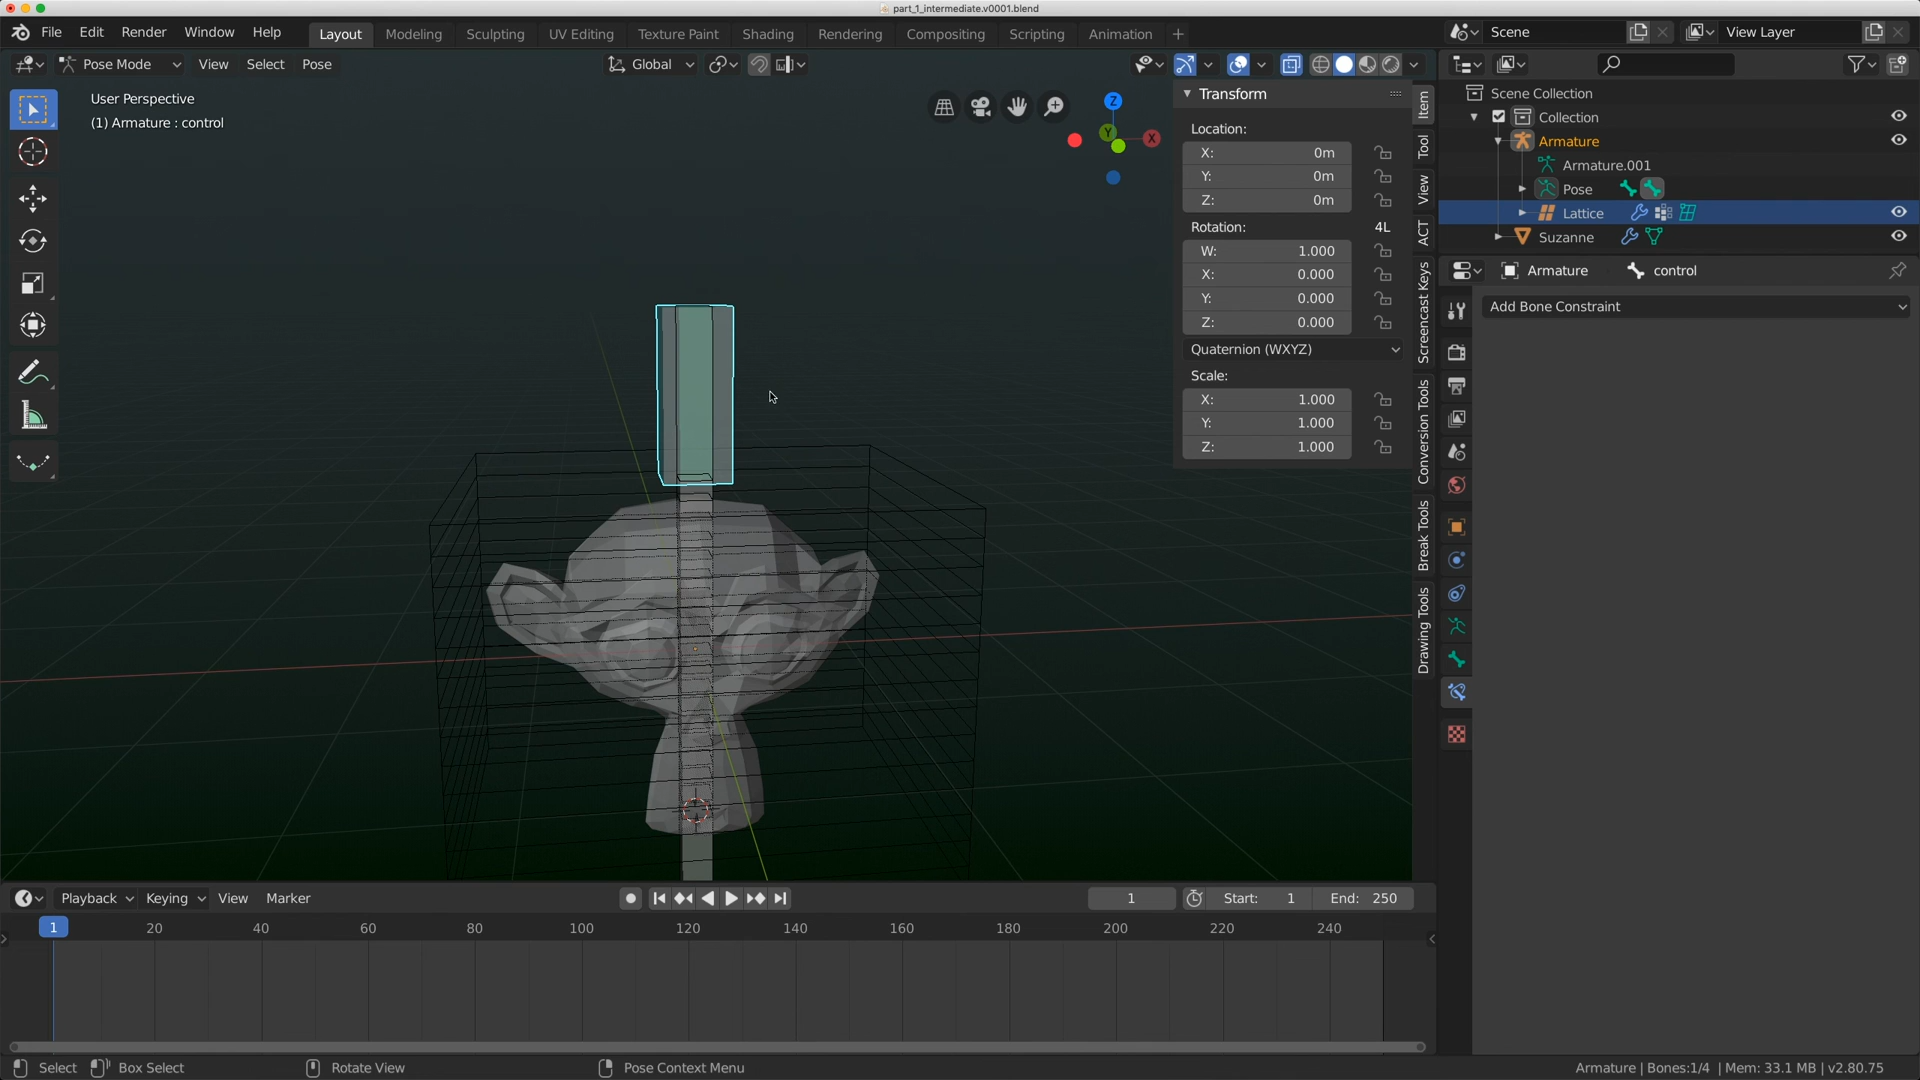 part_1_intermediate.v0001.blend
File Edit Render Window Help Layout Modeling Sculpting UV Editing Texture Paint Shading Rendering Compositing Scripting Animation + Scene View Layer
Pose Mode View Select Pose Global
User Perspective
(1) Armature : control
Z
Y
X
Transform
Location:
X: 0m
Y: 0m
Z: 0m
Rotation: 4L
W: 1.000
X: 0.000
Y: 0.000
Z: 0.000
Quaternion (WXYZ)
Scale:
X: 1.000
Y: 1.000
Z: 1.000
Item
Tool
View
ACT
Screencast Keys
Conversion Tools
Break Tools
Drawing Tools
Scene Collection
Collection
Armature
Armature.001
Pose
Lattice
Suzanne
Armature control
Add Bone Constraint
Playback Keying View Marker 1 Start: 1 End: 250
1 20 40 60 80 100 120 140 160 180 200 220 240
Select Box Select Rotate View Pose Context Menu Armature | Bones:1/4 | Mem: 33.1 MB | v2.80.75